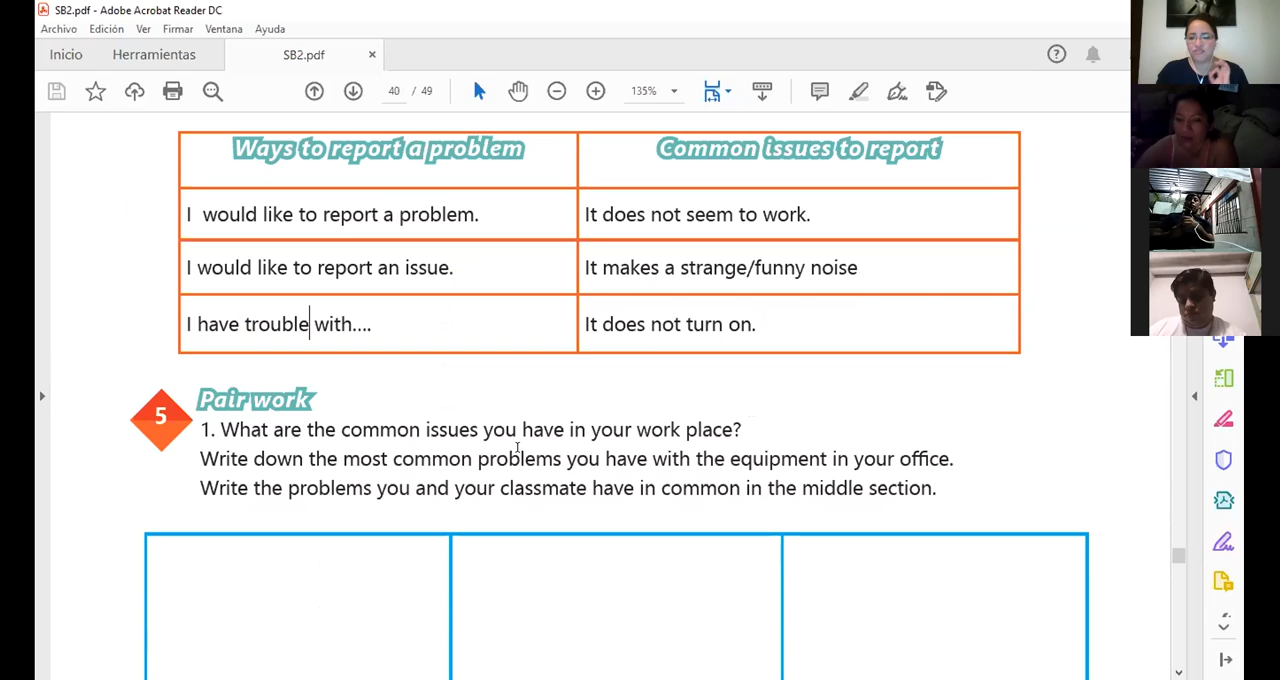 SB2.pdf - Adobe Acrobat Reader DC
Archivo Edición Ver Firmar Ventana Ayuda
Inicio Herramientas SB2.pdf ×
40 / 49 135%
Ways to report a problem Common issues to report
I would like to report a problem. It does not seem to work.
I would like to report an issue. It makes a strange/funny noise
I have trouble with.... It does not turn on.
5 Pair work
1. What are the common issues you have in your work place?
Write down the most common problems you have with the equipment in your office.
Write the problems you and your classmate have in common in the middle section.